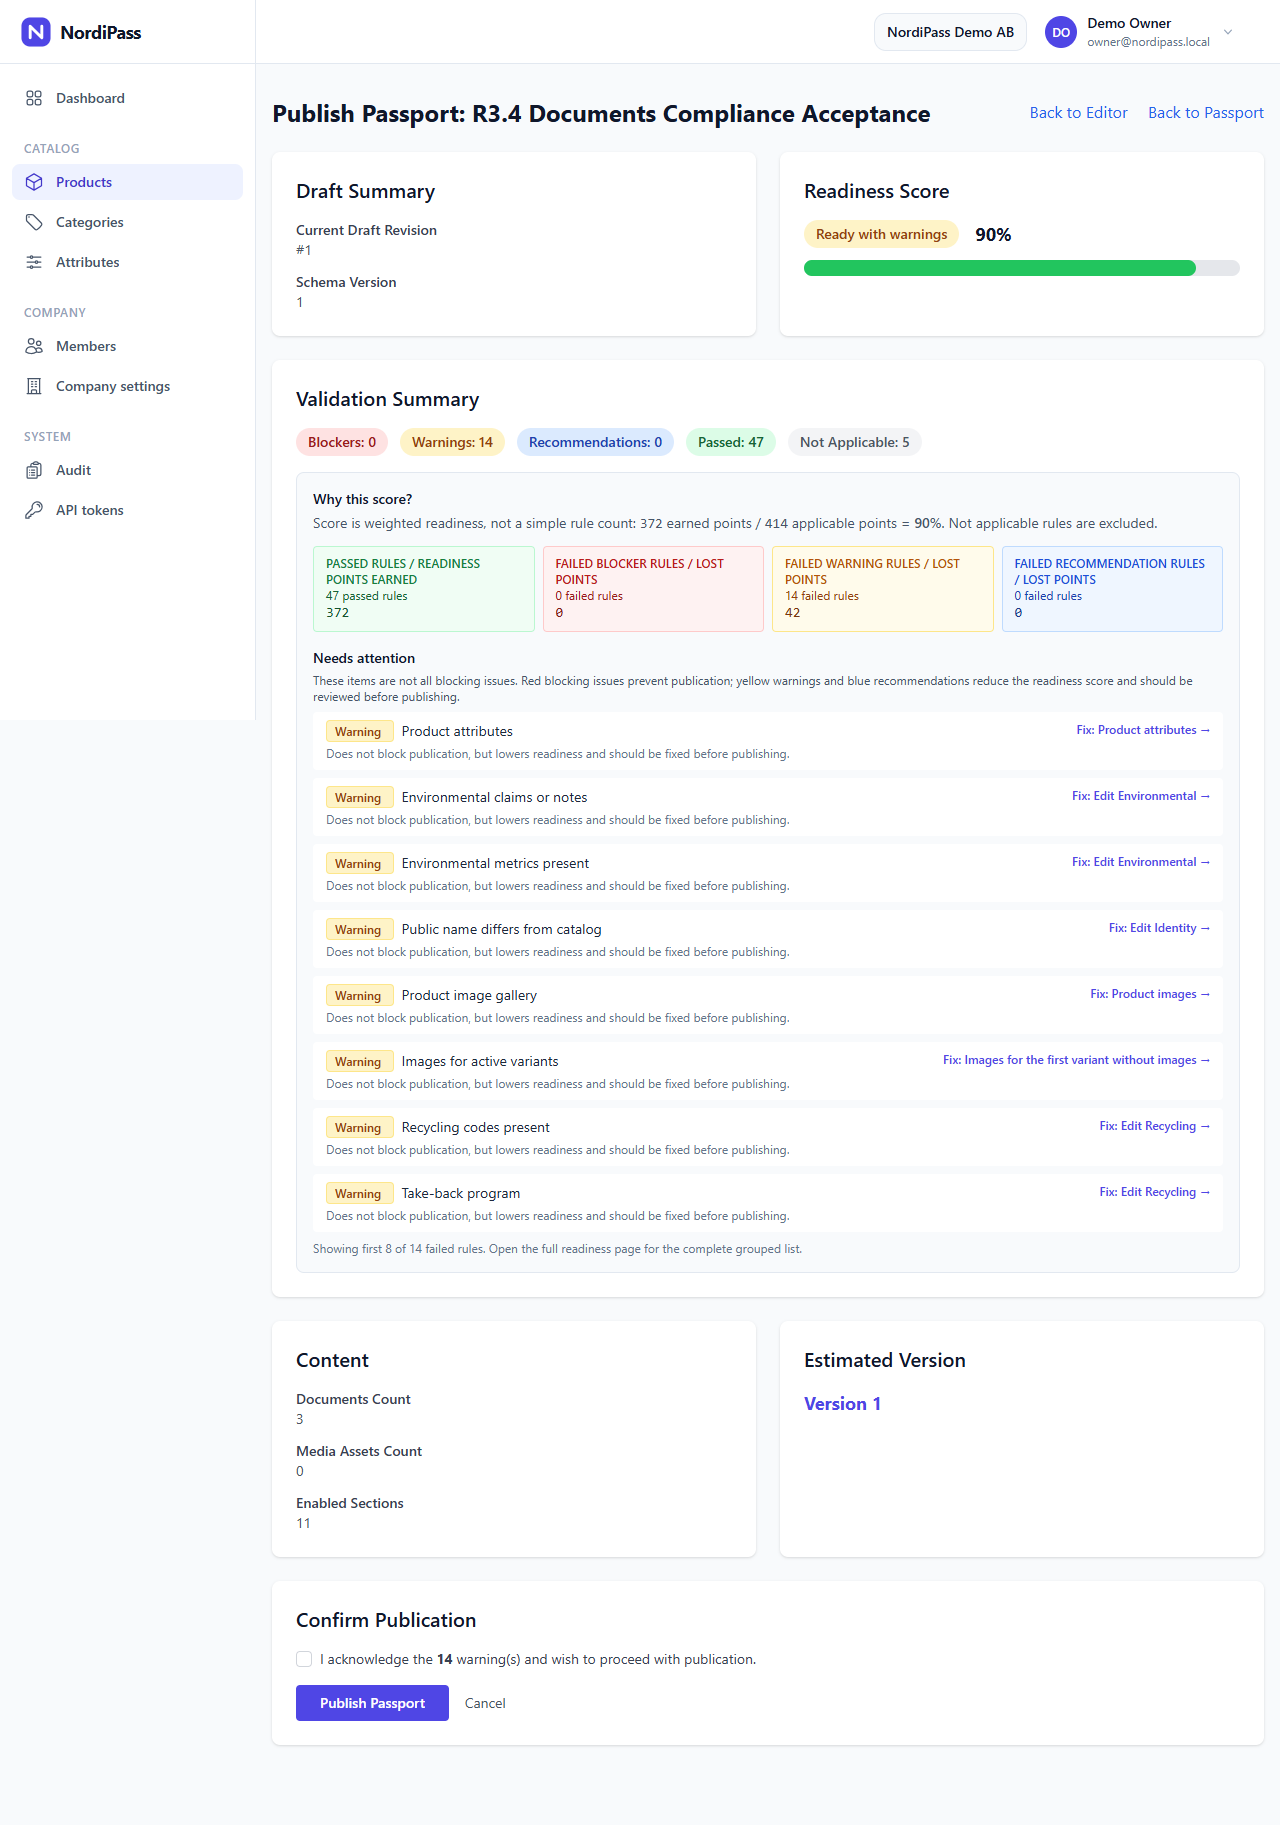 NordiPass
NordiPass Demo AB
DO
Demo Owner
owner@nordipass.local
Dashboard
CATALOG
Products
Categories
Attributes
COMPANY
Members
Company settings
SYSTEM
Audit
API tokens
Publish Passport: R3.4 Documents Compliance Acceptance
Back to Editor
Back to Passport
Draft Summary
Current Draft Revision
#1
Schema Version
1
Readiness Score
Ready with warnings
90%
Validation Summary
Blockers: 0
Warnings: 14
Recommendations: 0
Passed: 47
Not Applicable: 5
Why this score?
Score is weighted readiness, not a simple rule count: 372 earned points / 414 applicable points = 90%. Not applicable rules are excluded.
PASSED RULES / READINESS
POINTS EARNED
47 passed rules
372
FAILED BLOCKER RULES / LOST
POINTS
0 failed rules
0
FAILED WARNING RULES / LOST
POINTS
14 failed rules
42
FAILED RECOMMENDATION RULES
/ LOST POINTS
0 failed rules
0
Needs attention
These items are not all blocking issues. Red blocking issues prevent publication; yellow warnings and blue recommendations reduce the readiness score and should be
reviewed before publishing.
Warning Product attributes
Fix: Product attributes →
Does not block publication, but lowers readiness and should be fixed before publishing.
Warning Environmental claims or notes
Fix: Edit Environmental →
Does not block publication, but lowers readiness and should be fixed before publishing.
Warning Environmental metrics present
Fix: Edit Environmental →
Does not block publication, but lowers readiness and should be fixed before publishing.
Warning Public name differs from catalog
Fix: Edit Identity →
Does not block publication, but lowers readiness and should be fixed before publishing.
Warning Product image gallery
Fix: Product images →
Does not block publication, but lowers readiness and should be fixed before publishing.
Warning Images for active variants
Fix: Images for the first variant without images →
Does not block publication, but lowers readiness and should be fixed before publishing.
Warning Recycling codes present
Fix: Edit Recycling →
Does not block publication, but lowers readiness and should be fixed before publishing.
Warning Take-back program
Fix: Edit Recycling →
Does not block publication, but lowers readiness and should be fixed before publishing.
Showing first 8 of 14 failed rules. Open the full readiness page for the complete grouped list.
Content
Documents Count
3
Media Assets Count
0
Enabled Sections
11
Estimated Version
Version 1
Confirm Publication
I acknowledge the 14 warning(s) and wish to proceed with publication.
Publish Passport
Cancel